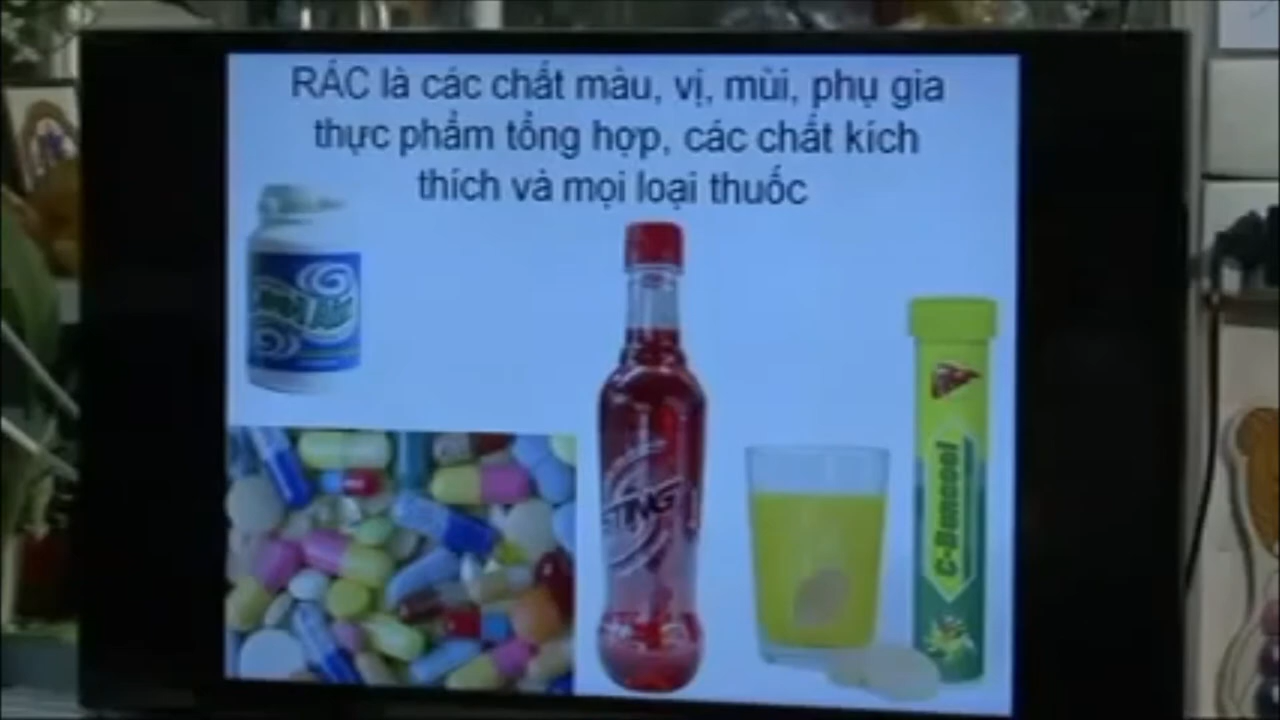 RÁC là các chất màu, vị, mùi, phụ gia
thực phẩm tổng hợp, các chất kích
thích và mọi loại thuốc
STING